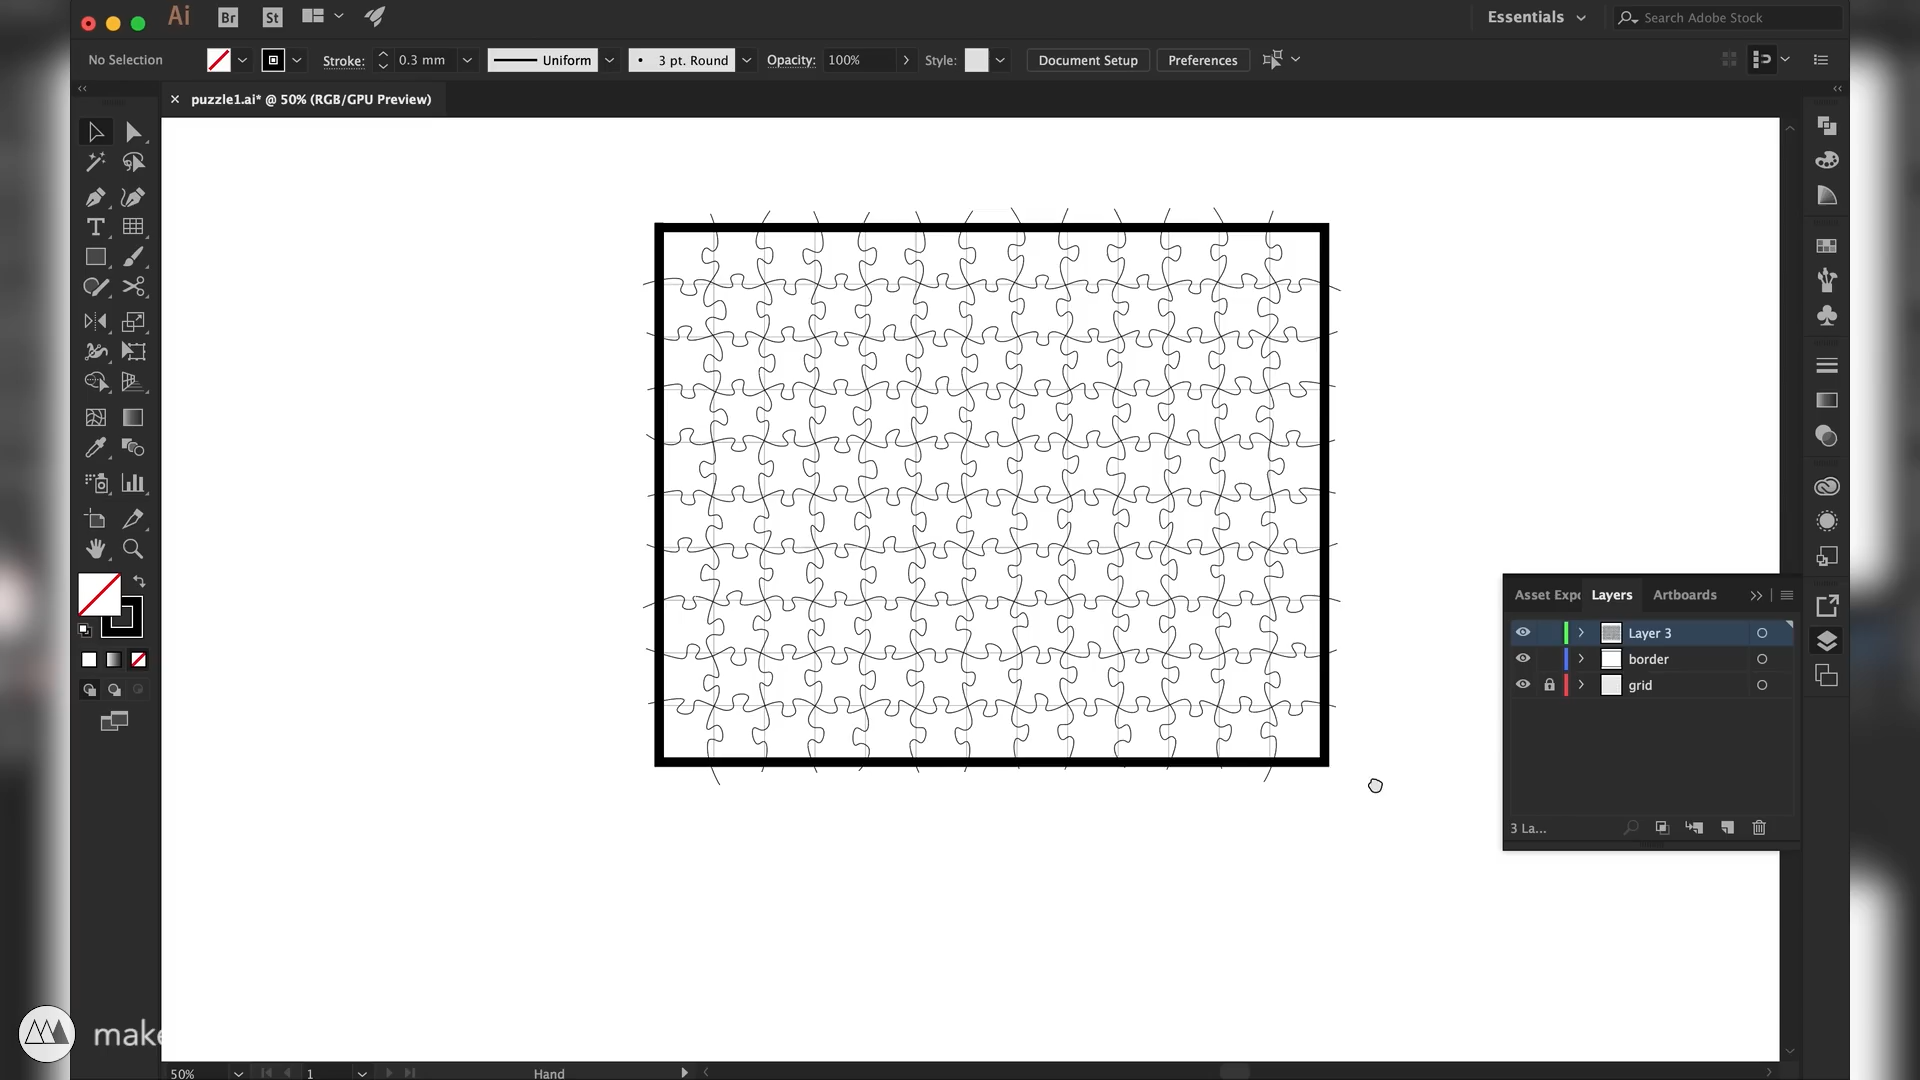 Ai Br St Essentials Search Adobe Stock
No Selection Stroke: 0.3 mm Uniform 3 pt. Round Opacity: 100% Style: Document Setup Preferences
puzzle1.ai* @ 50% (RGB/GPU Preview)
Asset Expo Layers Artboards
Layer 3
border
grid
3 La...
make
50% 1 Hand